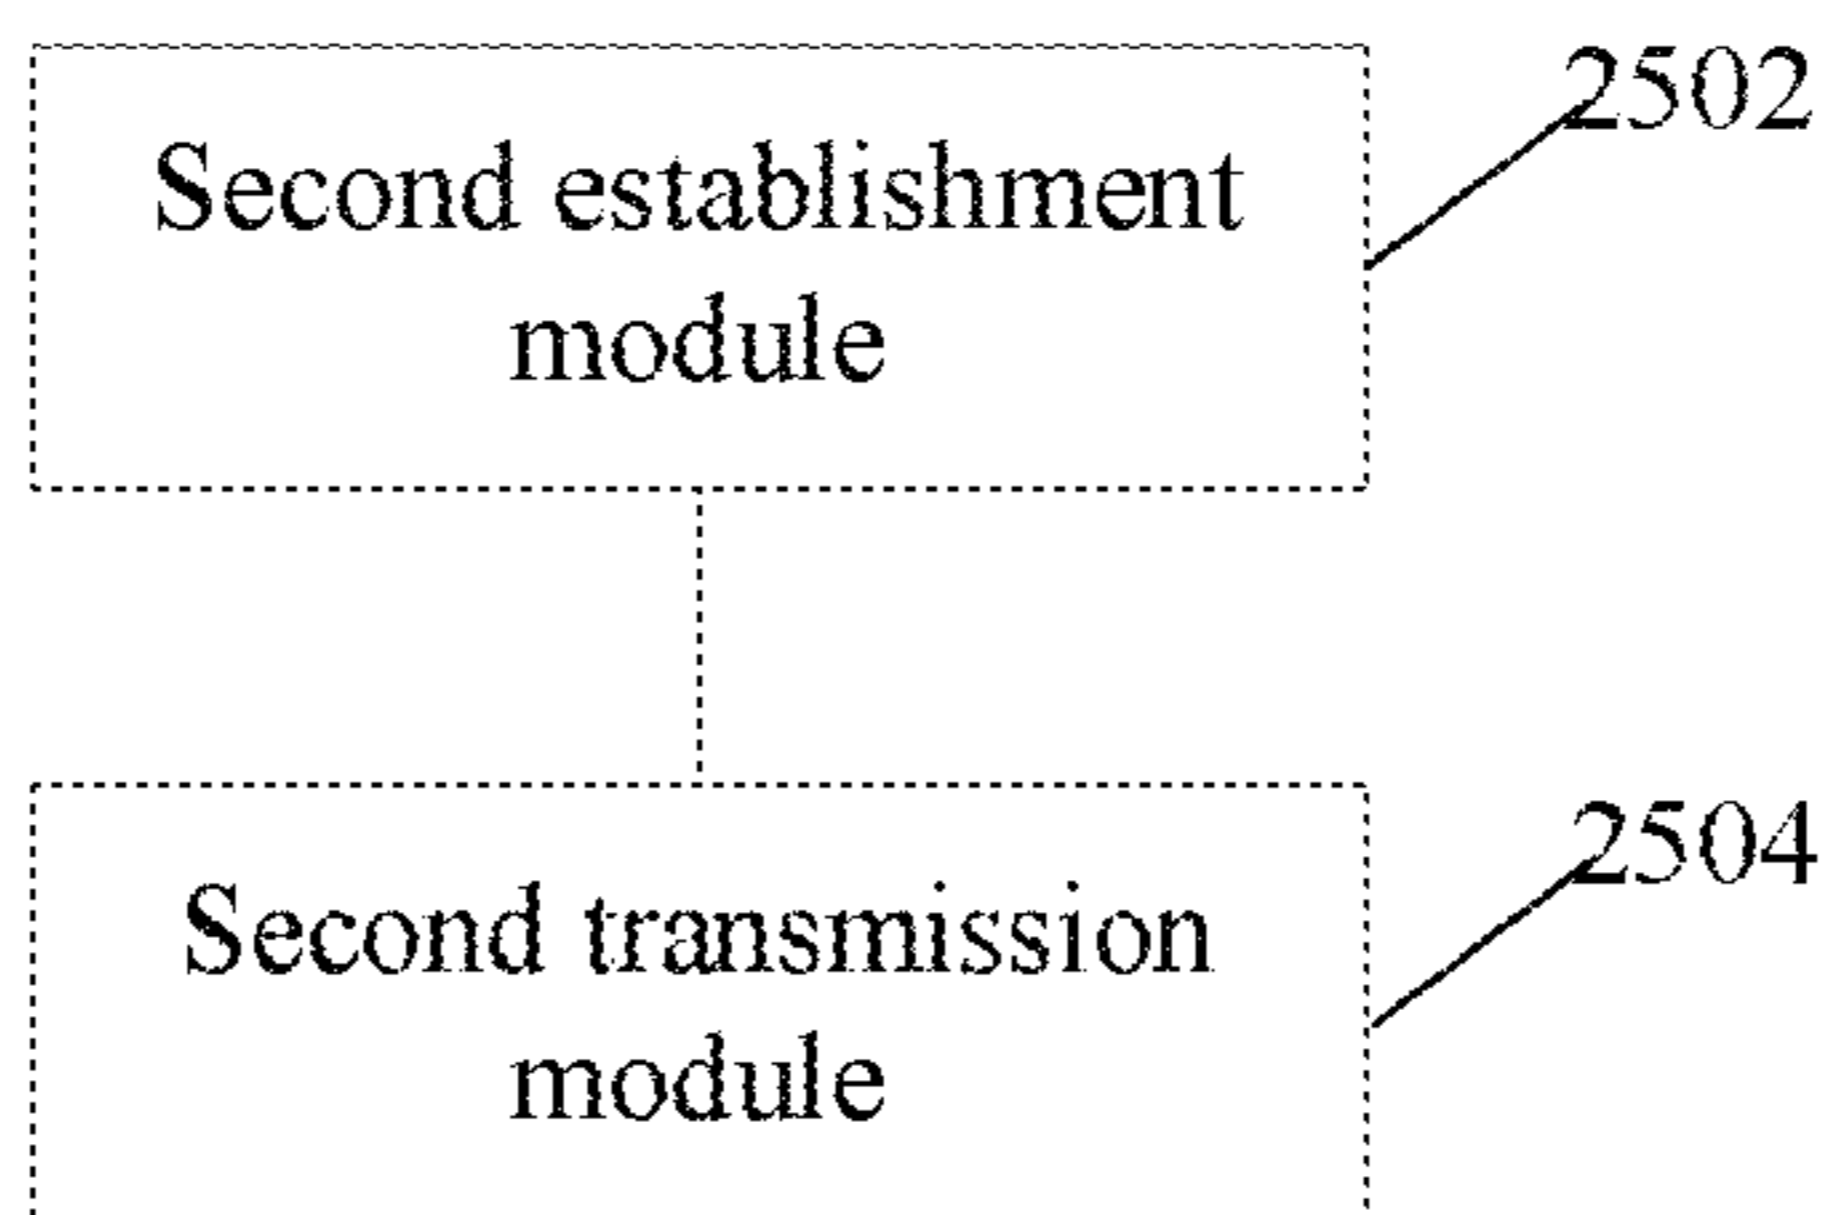 2502
Second establishment
module
2504
Second transmission
module